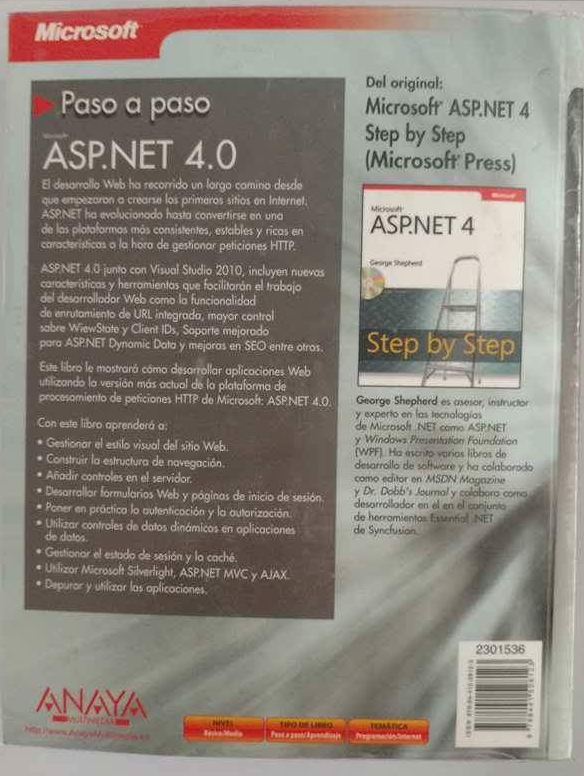 Microsoft
Paso a paso
Microsoft
ASP.NET 4.0
El desarrollo Web ha recorrido un largo camino desde
que empezaron a crearse los primeros sitios en Internet.
ASP.NET ha evolucionado hasta convertirse en una
de las plataformas más consistentes, estables y ricas en
características a la hora de gestionar peticiones HTTP.
ASP.NET 4.0 junto con Visual Studio 2010, incluyen nuevas
características y herramientas que facilitarán el trabajo
del desarrollador Web como la funcionalidad
de enrutamiento de URL integrada, mayor control
sobre WiewState y Client IDs, Soporte mejorado
para ASP.NET Dynamic Data y mejoras en SEO entre otras.
Este libro le mostrará cómo desarrollar aplicaciones Web
utilizando la versión más actual de la plataforma de
procesamiento de peticiones HTTP de Microsoft: ASP.NET 4.0.
Con este libro aprenderá a:
• Gestionar el estilo visual del sitio Web.
• Construir la estructura de navegación.
• Añadir controles en el servidor.
• Desarrollar formularios Web y páginas de inicio de sesión.
• Poner en práctica la autenticación y la autorización.
• Utilizar controles de datos dinámicos en aplicaciones
de datos.
• Gestionar el estado de sesión y la caché.
• Utilizar Microsoft Silverlight, ASP.NET MVC y AJAX.
• Depurar y utilizar las aplicaciones.
Del original:
Microsoft® ASP.NET 4
Step by Step
(Microsoft® Press)
Microsoft
Microsoft
ASP.NET 4
George Shepherd
Step by Step
George Shepherd es asesor, instructor
y experto en las tecnologías
de Microsoft .NET como ASP.NET
y Windows Presentation Foundation
(WPF). Ha escrito varios libros de
desarrollo de software y ha colaborado
como editor en MSDN Magazine
y Dr. Dobb's Journal y colabora como
desarrollador en el en el conjunto
de herramientas Essential .NET
de Syncfusion.
2301536
ANAYA
MULTIMEDIA
NIVEL
Básico/Medio
TIPO DE LIBRO
Paso a paso/Aprendizaje
TEMÁTICA
Programación/Internet